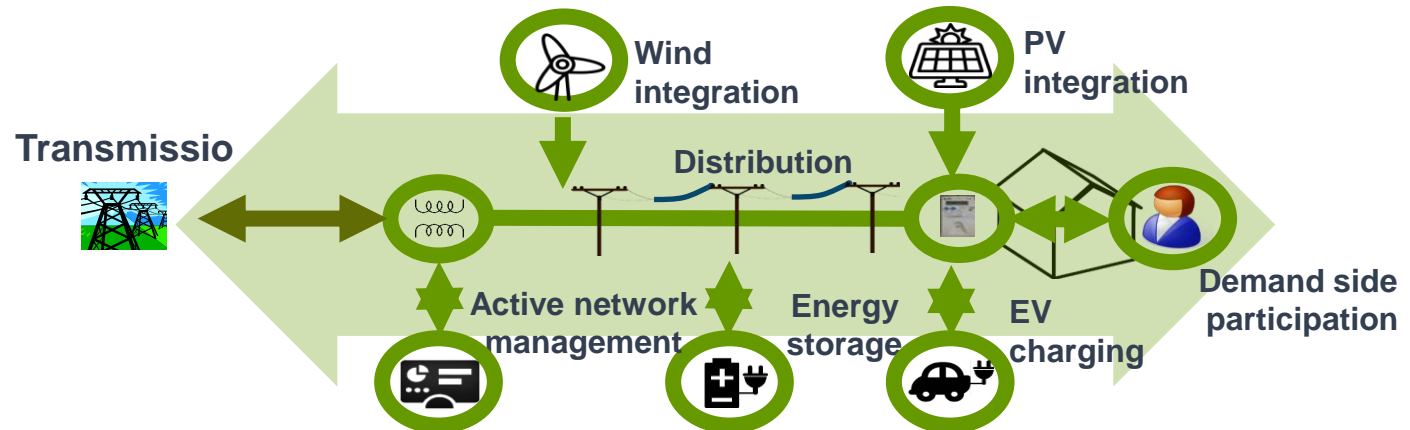 Wind
integration
PV
integration
Transmissio
Distribution
Active network
management
Energy
storage
EV
charging
Demand side
participation